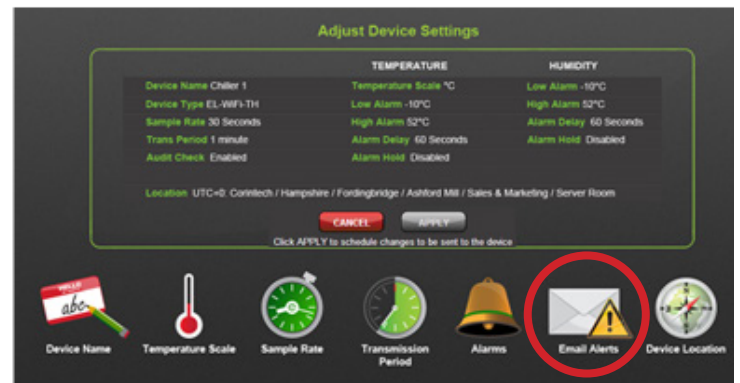 Adjust Device Settings
TEMPERATURE HUMIDITY
Device Name Chiller 1 Temperature Scale °C Low Alarm -10°C
Device Type EL-WiFi-TH Low Alarm -10°C High Alarm 52°C
Sample Rate 30 Seconds High Alarm 52°C Alarm Delay 60 Seconds
Trans Period 1 minute Alarm Delay 60 Seconds Alarm Hold Disabled
Audit Check Enabled Alarm Hold Disabled
Location UTC+0: Corintech / Hampshire / Fordingbridge / Ashford Mill / Sales & Marketing / Server Room
CANCEL APPLY
Click APPLY to schedule changes to be sent to the device
HELLO
abc
Device Name Temperature Scale Sample Rate Transmission Period Alarms Email Alerts Device Location